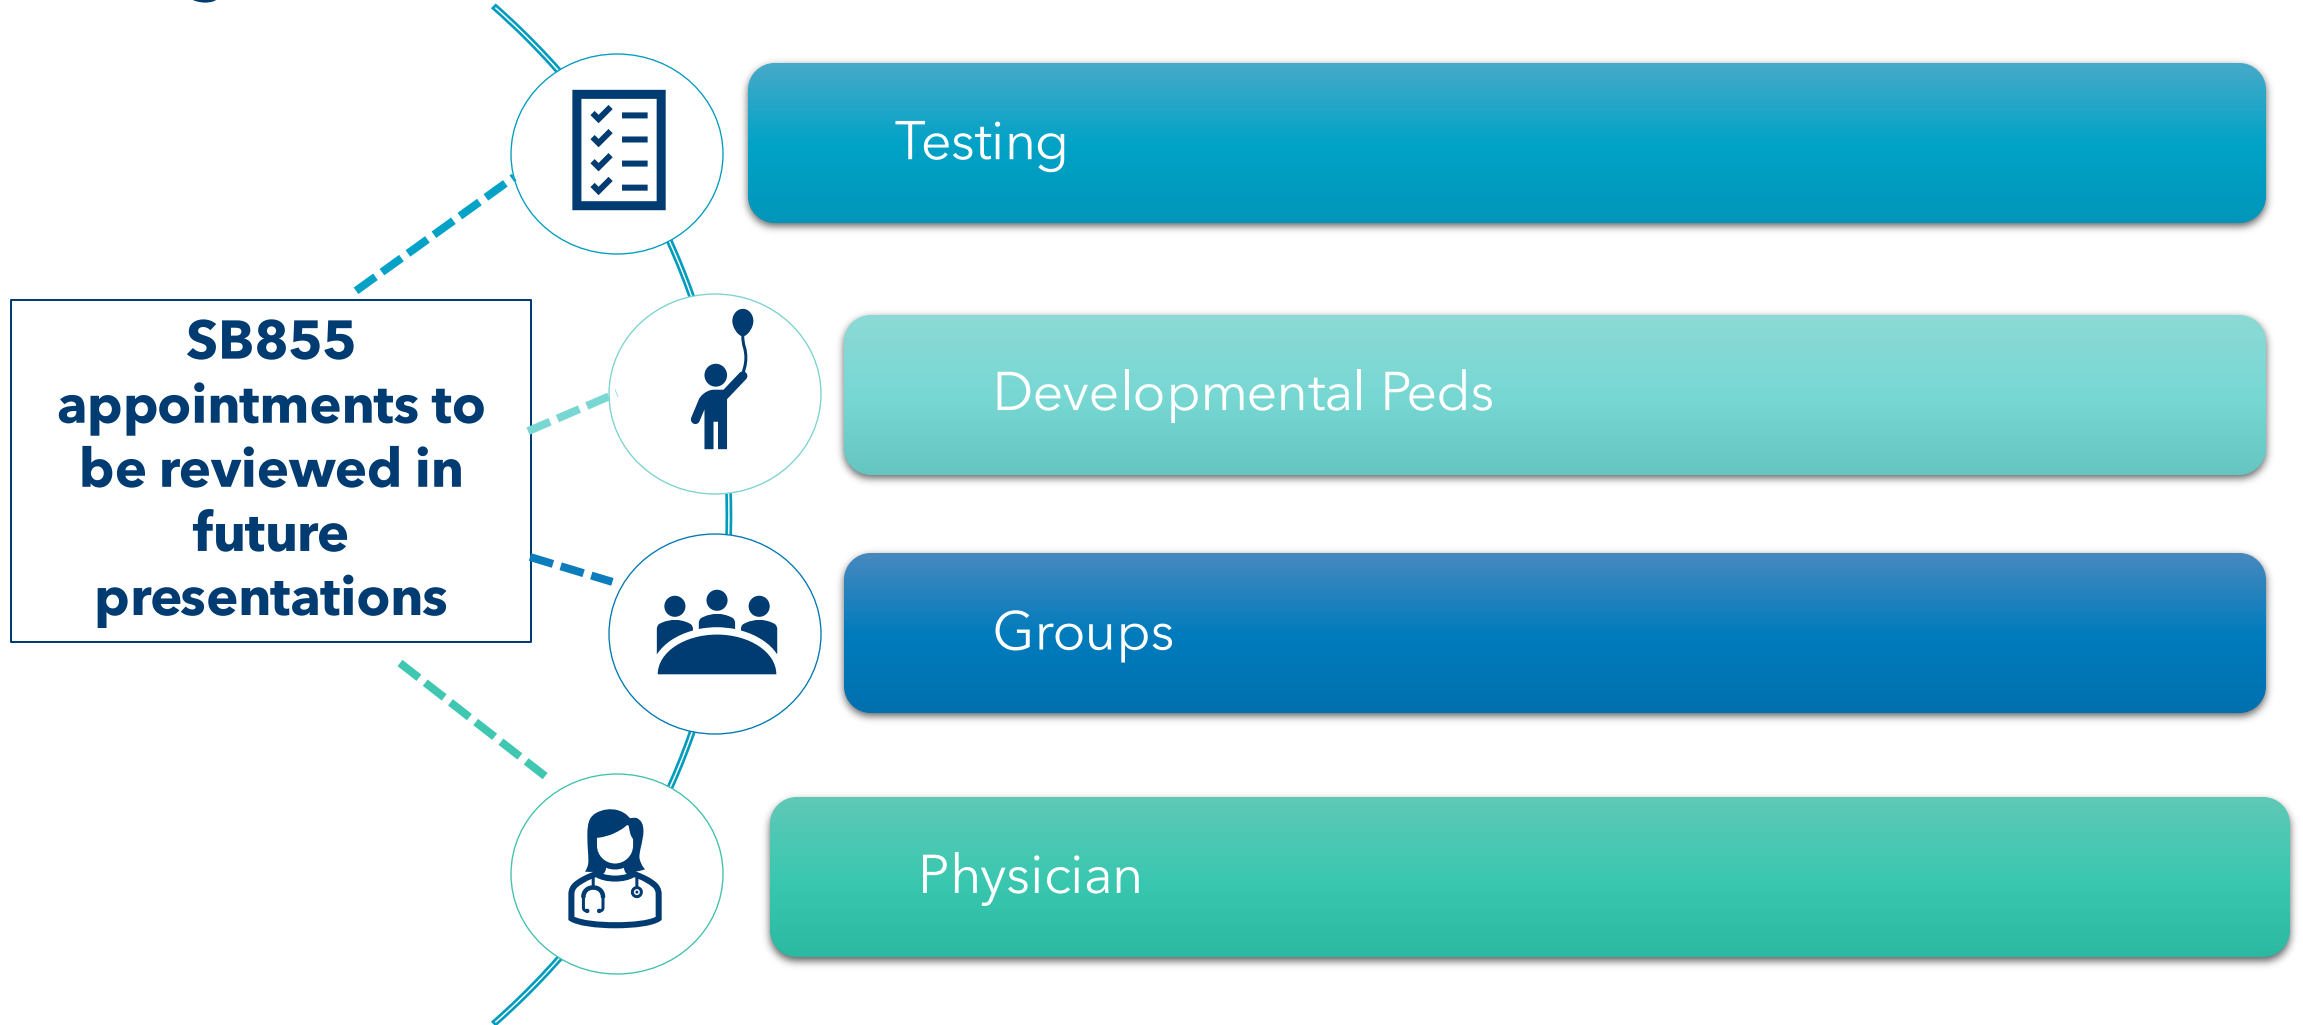 SB855
appointments to
be reviewed in
future
presentations
Testing
Developmental Peds
Groups
Physician